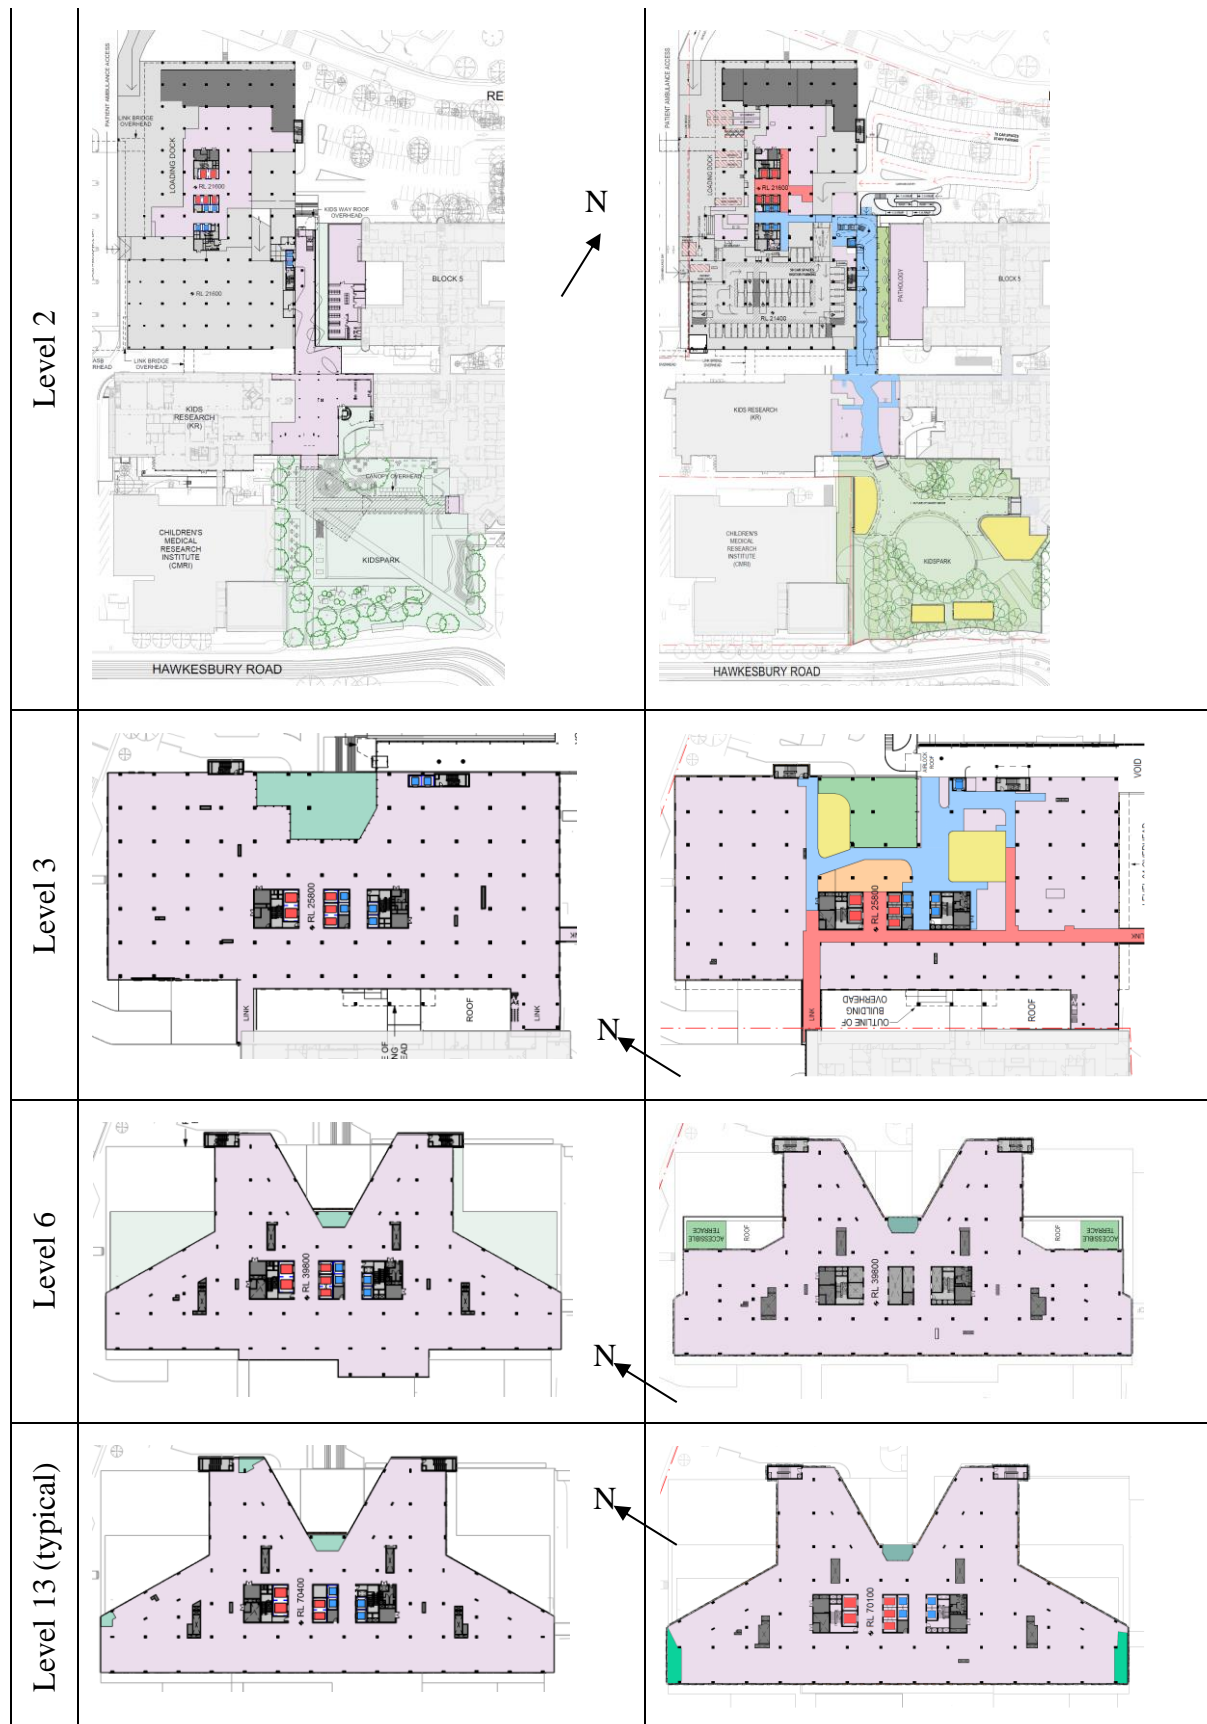 Level 2
PATIENT AMBULANCE ACCESS
LINK BRIDGE
OVERHEAD
LOADING DOCK
RL 21600
RE
KIDS WAY ROOF
OVERHEAD
BLOCK 5
RL 21600
LINK BRIDGE
OVERHEAD
KIDS
RESEARCH
(KR)
CANOPY OVERHEAD
CHILDREN'S
MEDICAL
RESEARCH
INSTITUTE
(CMRI)
KIDSPARK
HAWKESBURY ROAD
N
PATIENT AMBULANCE ACCESS
LOADING DOCK
RL 21600
PATHOLOGY
BLOCK 5
RL 21400
KIDS RESEARCH
(KR)
CHILDREN'S
MEDICAL
RESEARCH
INSTITUTE
(CMRI)
KIDSPARK
HAWKESBURY ROAD
Level 3
RL 25800
LINK
ROOF
LINK
N
AIRLOCK
ROOF
VOID
RL 25800
LINK
LINK
OUTLINE OF
BUILDING
OVERHEAD
ROOF
Level 6
RL 39800
N
ACCESSIBLE
TERRACE
ROOF
ROOF
ACCESSIBLE
TERRACE
RL 39800
Level 13 (typical)
RL 70400
N
RL 70100